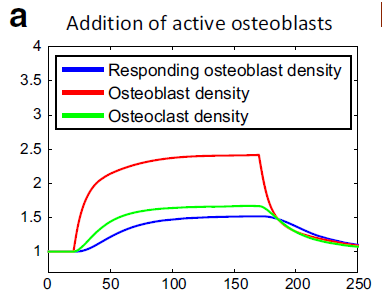 a
Addition of active osteoblasts
4
3.5
3
2.5
2
1.5
1
Responding osteoblast density
Osteoblast density
Osteoclast density
0 50 100 150 200 250